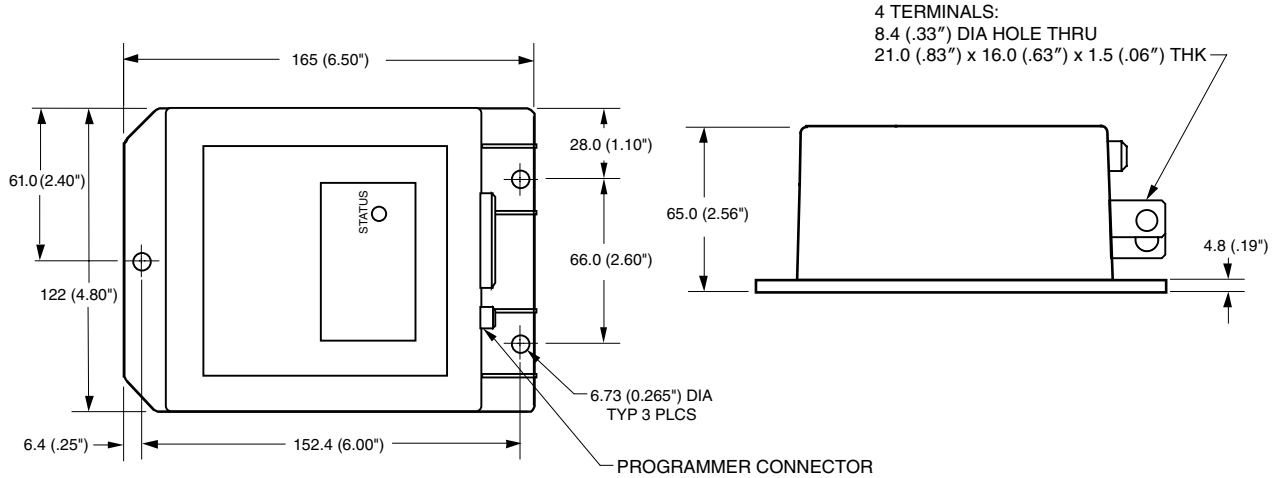 4 TERMINALS:
8.4 (.33″) DIA HOLE THRU
21.0 (.83″) x 16.0 (.63″) x 1.5 (.06″) THK
165 (6.50")
28.0 (1.10")
61.0 (2.40")
STATUS
65.0 (2.56")
66.0 (2.60")
4.8 (.19")
122 (4.80")
6.73 (0.265") DIA
TYP 3 PLCS
6.4 (.25")
152.4 (6.00")
PROGRAMMER CONNECTOR